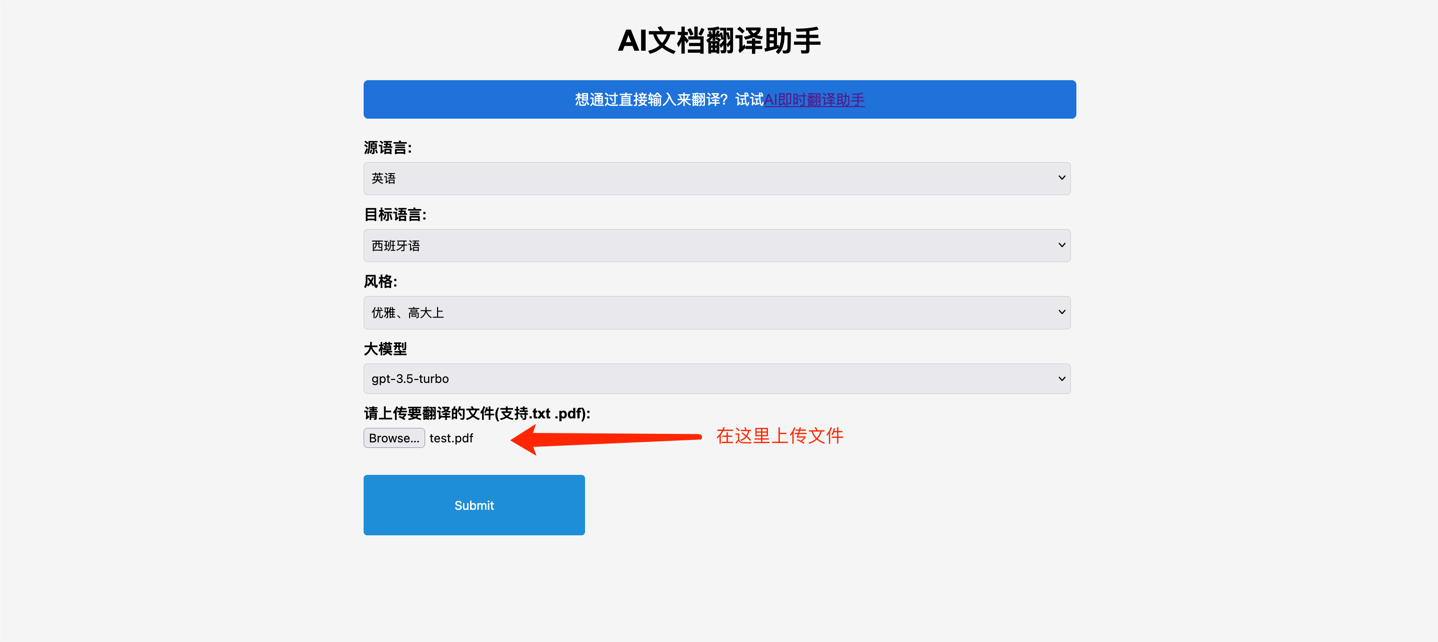 AI文档翻译助手
想通过直接输入来翻译？试试AI即时翻译助手
源语言:
英语
目标语言:
西班牙语
风格:
优雅、高大上
大模型
gpt-3.5-turbo
请上传要翻译的文件(支持.txt .pdf):
Browse... test.pdf
在这里上传文件
Submit